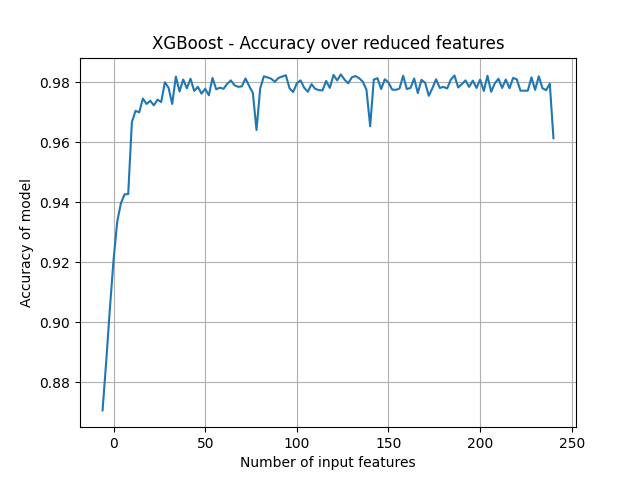 XGBoost - Accuracy over reduced features
0.98
0.96
0.94
0.92
0.90
0.88
Accuracy of model
0 50 100 150 200 250
Number of input features